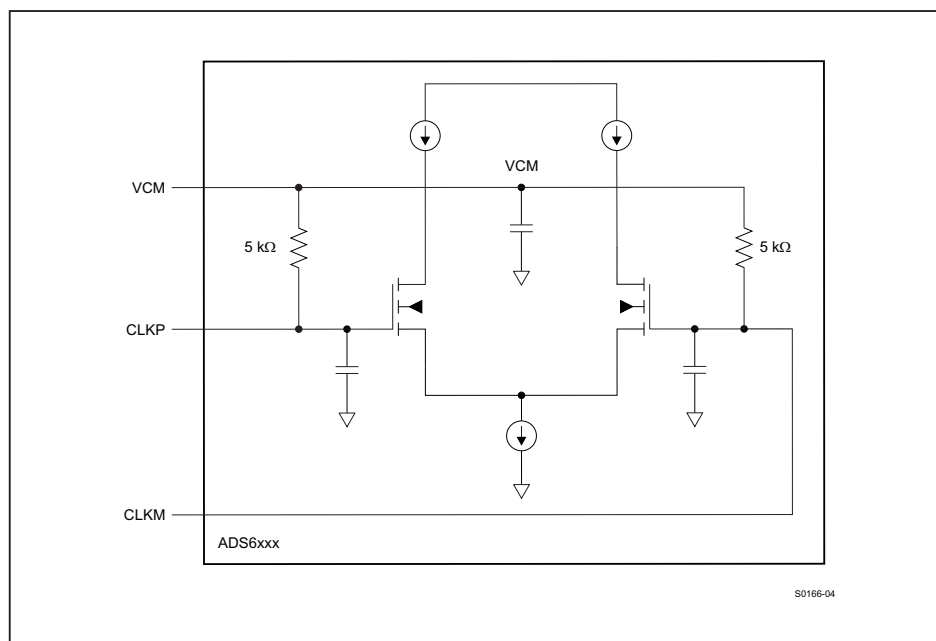 VCM
VCM
5 kΩ
5 kΩ
CLKP
CLKM
ADS6xxx
S0166-04